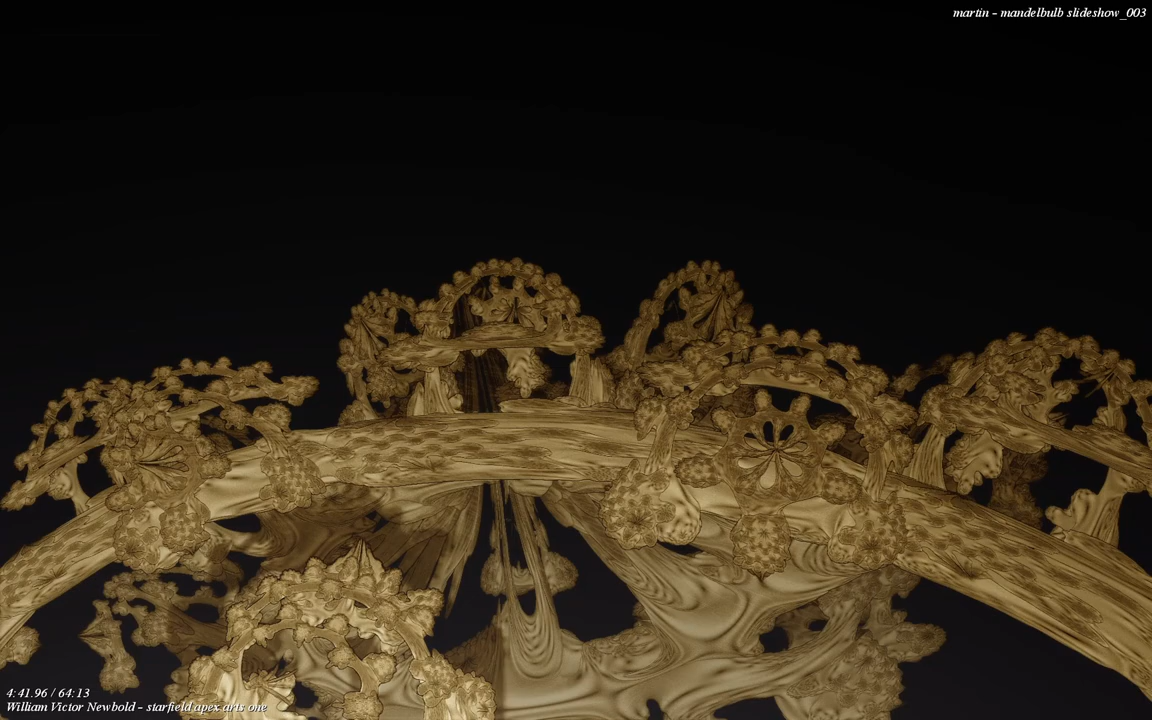 martin - mandelbulb slideshow_003
4:41.96 / 64:13
William Victor Newbold - starfield apex arts one